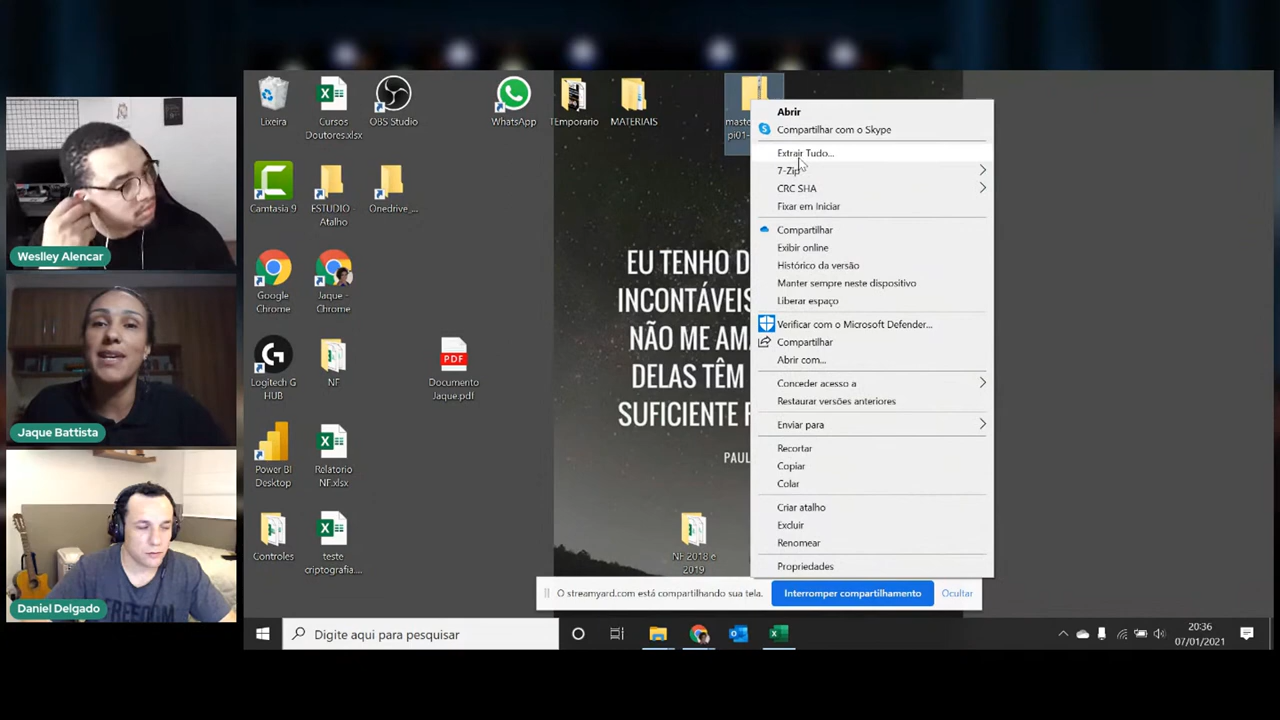 Weslley Alencar
Jaque Battista
Daniel Delgado
Lixeira
Cursos
Doutores.xlsx
OBS Studio
WhatsApp
TEmporario
MATERIAIS
Camtasia 9
ESTUDIO -
Atalho
Onedrive_...
Google
Chrome
Jaque -
Chrome
Logitech G
HUB
NF
PDF
Documento
Jaque.pdf
Power BI
Desktop
Relatorio
NF.xlsx
Controles
teste
criptografia....
NF 2018 e
2019
EU TENHO
INCONTÁVEIS
NÃO ME
DELAS TÊM
SUFICIENTE
Abrir
Compartilhar com o Skype
Extrair Tudo...
7-Zip
CRC SHA
Fixar em Iniciar
Compartilhar
Exibir online
Histórico da versão
Manter sempre neste dispositivo
Liberar espaço
Verificar com o Microsoft Defender...
Compartilhar
Abrir com...
Conceder acesso a
Restaurar versões anteriores
Enviar para
Recortar
Copiar
Colar
Criar atalho
Excluir
Renomear
Propriedades
O streamyard.com está compartilhando sua tela.
Interromper compartilhamento
Ocultar
Digite aqui para pesquisar
20:36
07/01/2021